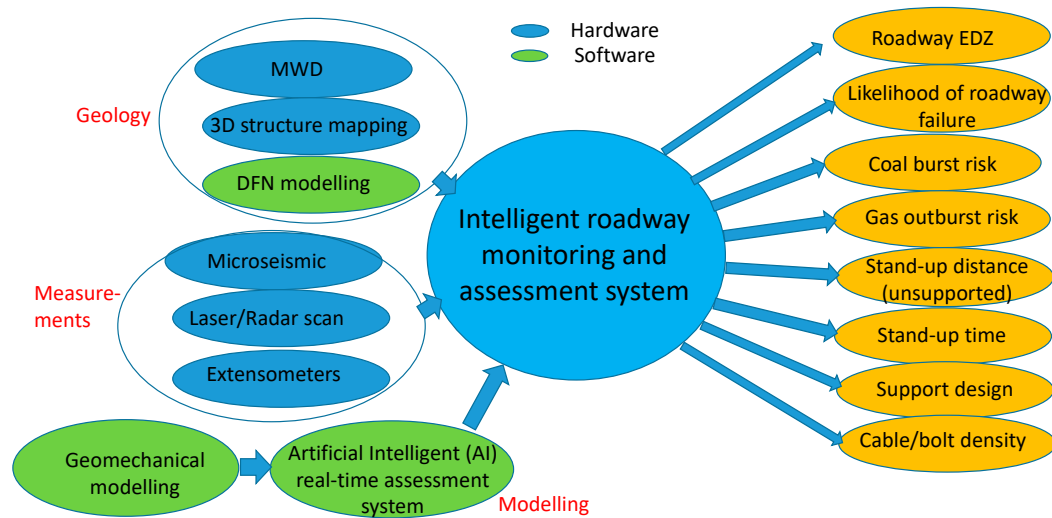 Hardware
Software
Geology
MWD
3D structure mapping
DFN modelling
Measure-
ments
Microseismic
Laser/Radar scan
Extensometers
Geomechanical
modelling
Artificial Intelligent (AI)
real-time assessment
system
Modelling
Intelligent roadway
monitoring and
assessment system
Roadway EDZ
Likelihood of roadway
failure
Coal burst risk
Gas outburst risk
Stand-up distance
(unsupported)
Stand-up time
Support design
Cable/bolt density